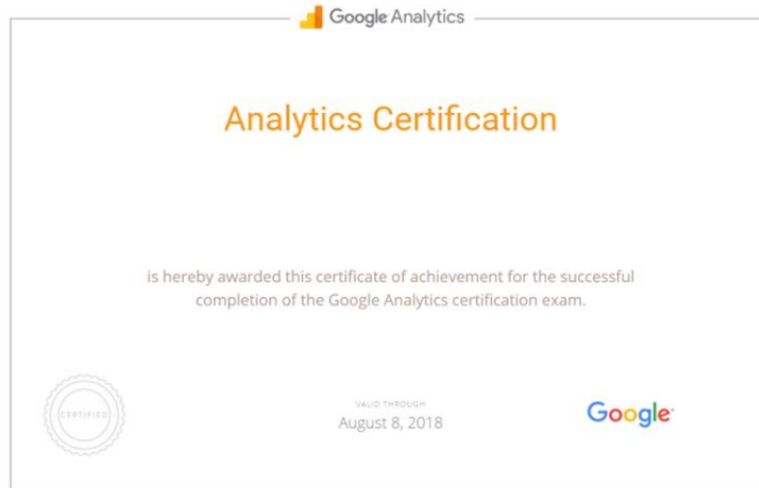 Google Analytics
Analytics Certification
is hereby awarded this certificate of achievement for the successful
completion of the Google Analytics certification exam.
CERTIFIED
VALID THROUGH
August 8, 2018
Google